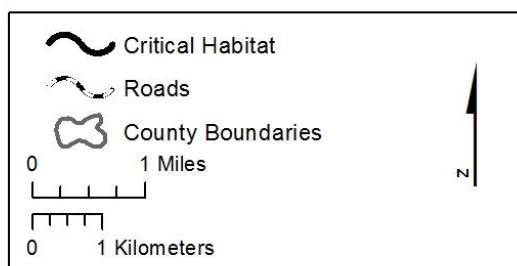 Critical Habitat
Roads
County Boundaries
0 1 Miles
0 1 Kilometers
N